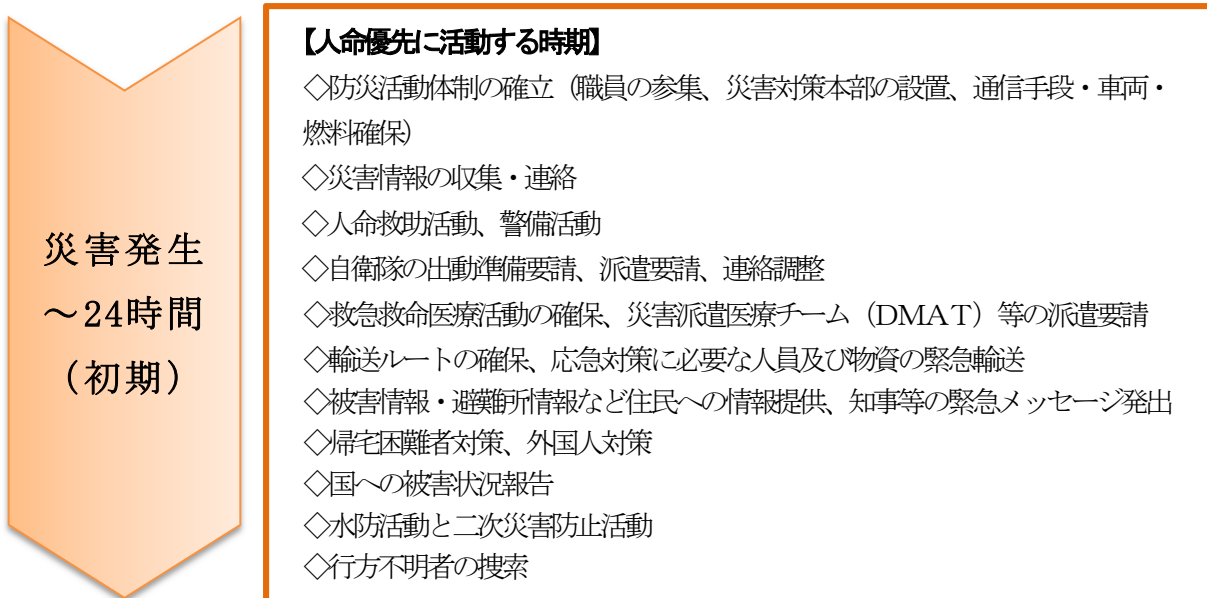 災害発生
～24時間
（初期）
【人命優先に活動する時期】
◇防災活動体制の確立（職員の参集、災害対策本部の設置、通信手段・車両・
燃料確保）
◇災害情報の収集・連絡
◇人命救助活動、警備活動
◇自衛隊の出動準備要請、派遣要請、連絡調整
◇救急救命医療活動の確保、災害派遣医療チーム（DMAT）等の派遣要請
◇輸送ルートの確保、応急対策に必要な人員及び物資の緊急輸送
◇被害情報・避難所情報など住民への情報提供、知事等の緊急メッセージ発出
◇帰宅困難者対策、外国人対策
◇国への被害状況報告
◇水防活動と二次災害防止活動
◇行方不明者の捜索